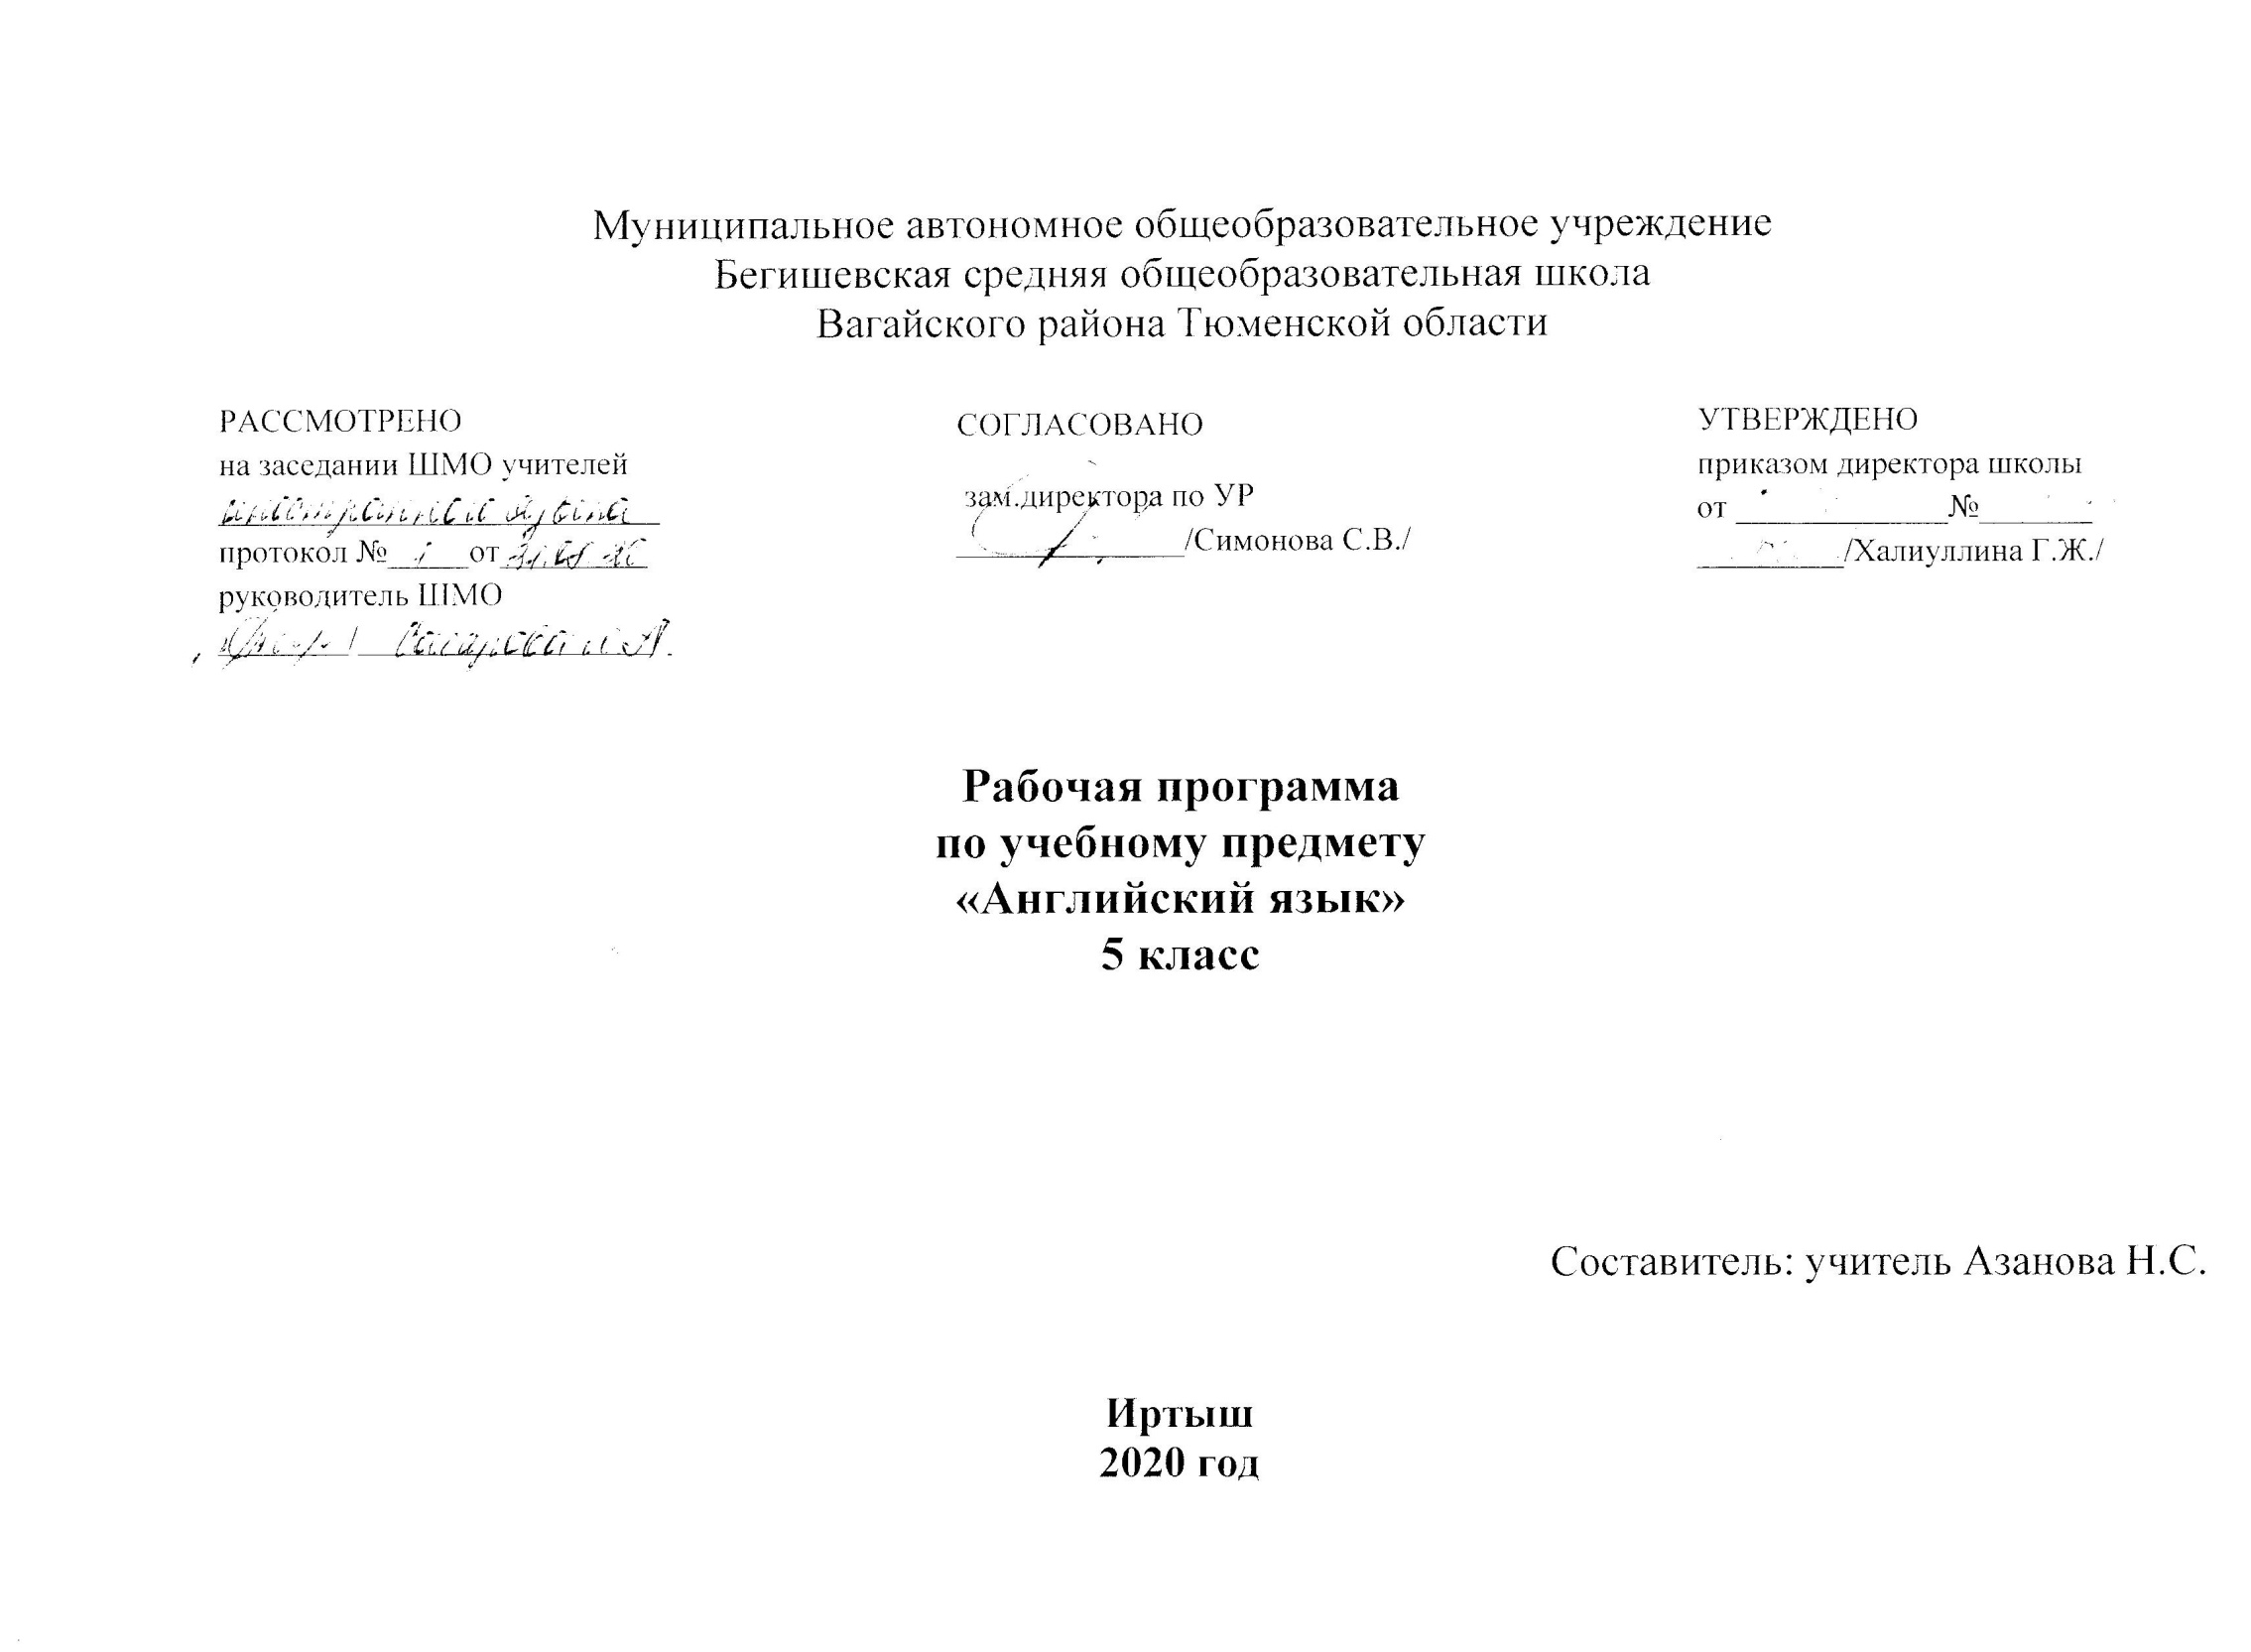 Муниципальное автономное общеобразовательное учреждение
Бегишевская средняя общеобразовательная школа
Вагайского района Тюменской области
РАССМОТРЕНО
на заседании ШМО учителей
протокол № 1 от
руководитель ШМО
СОГЛАСОВАНО
зам.директора по УР
/Симонова С.В./
УТВЕРЖДЕНО
приказом директора школы
от №
/Халиуллина Г.Ж./
Рабочая программа
по учебному предмету
«Английский язык»
5 класс
Составитель: учитель Азанова Н.С.
Иртыш
2020 год